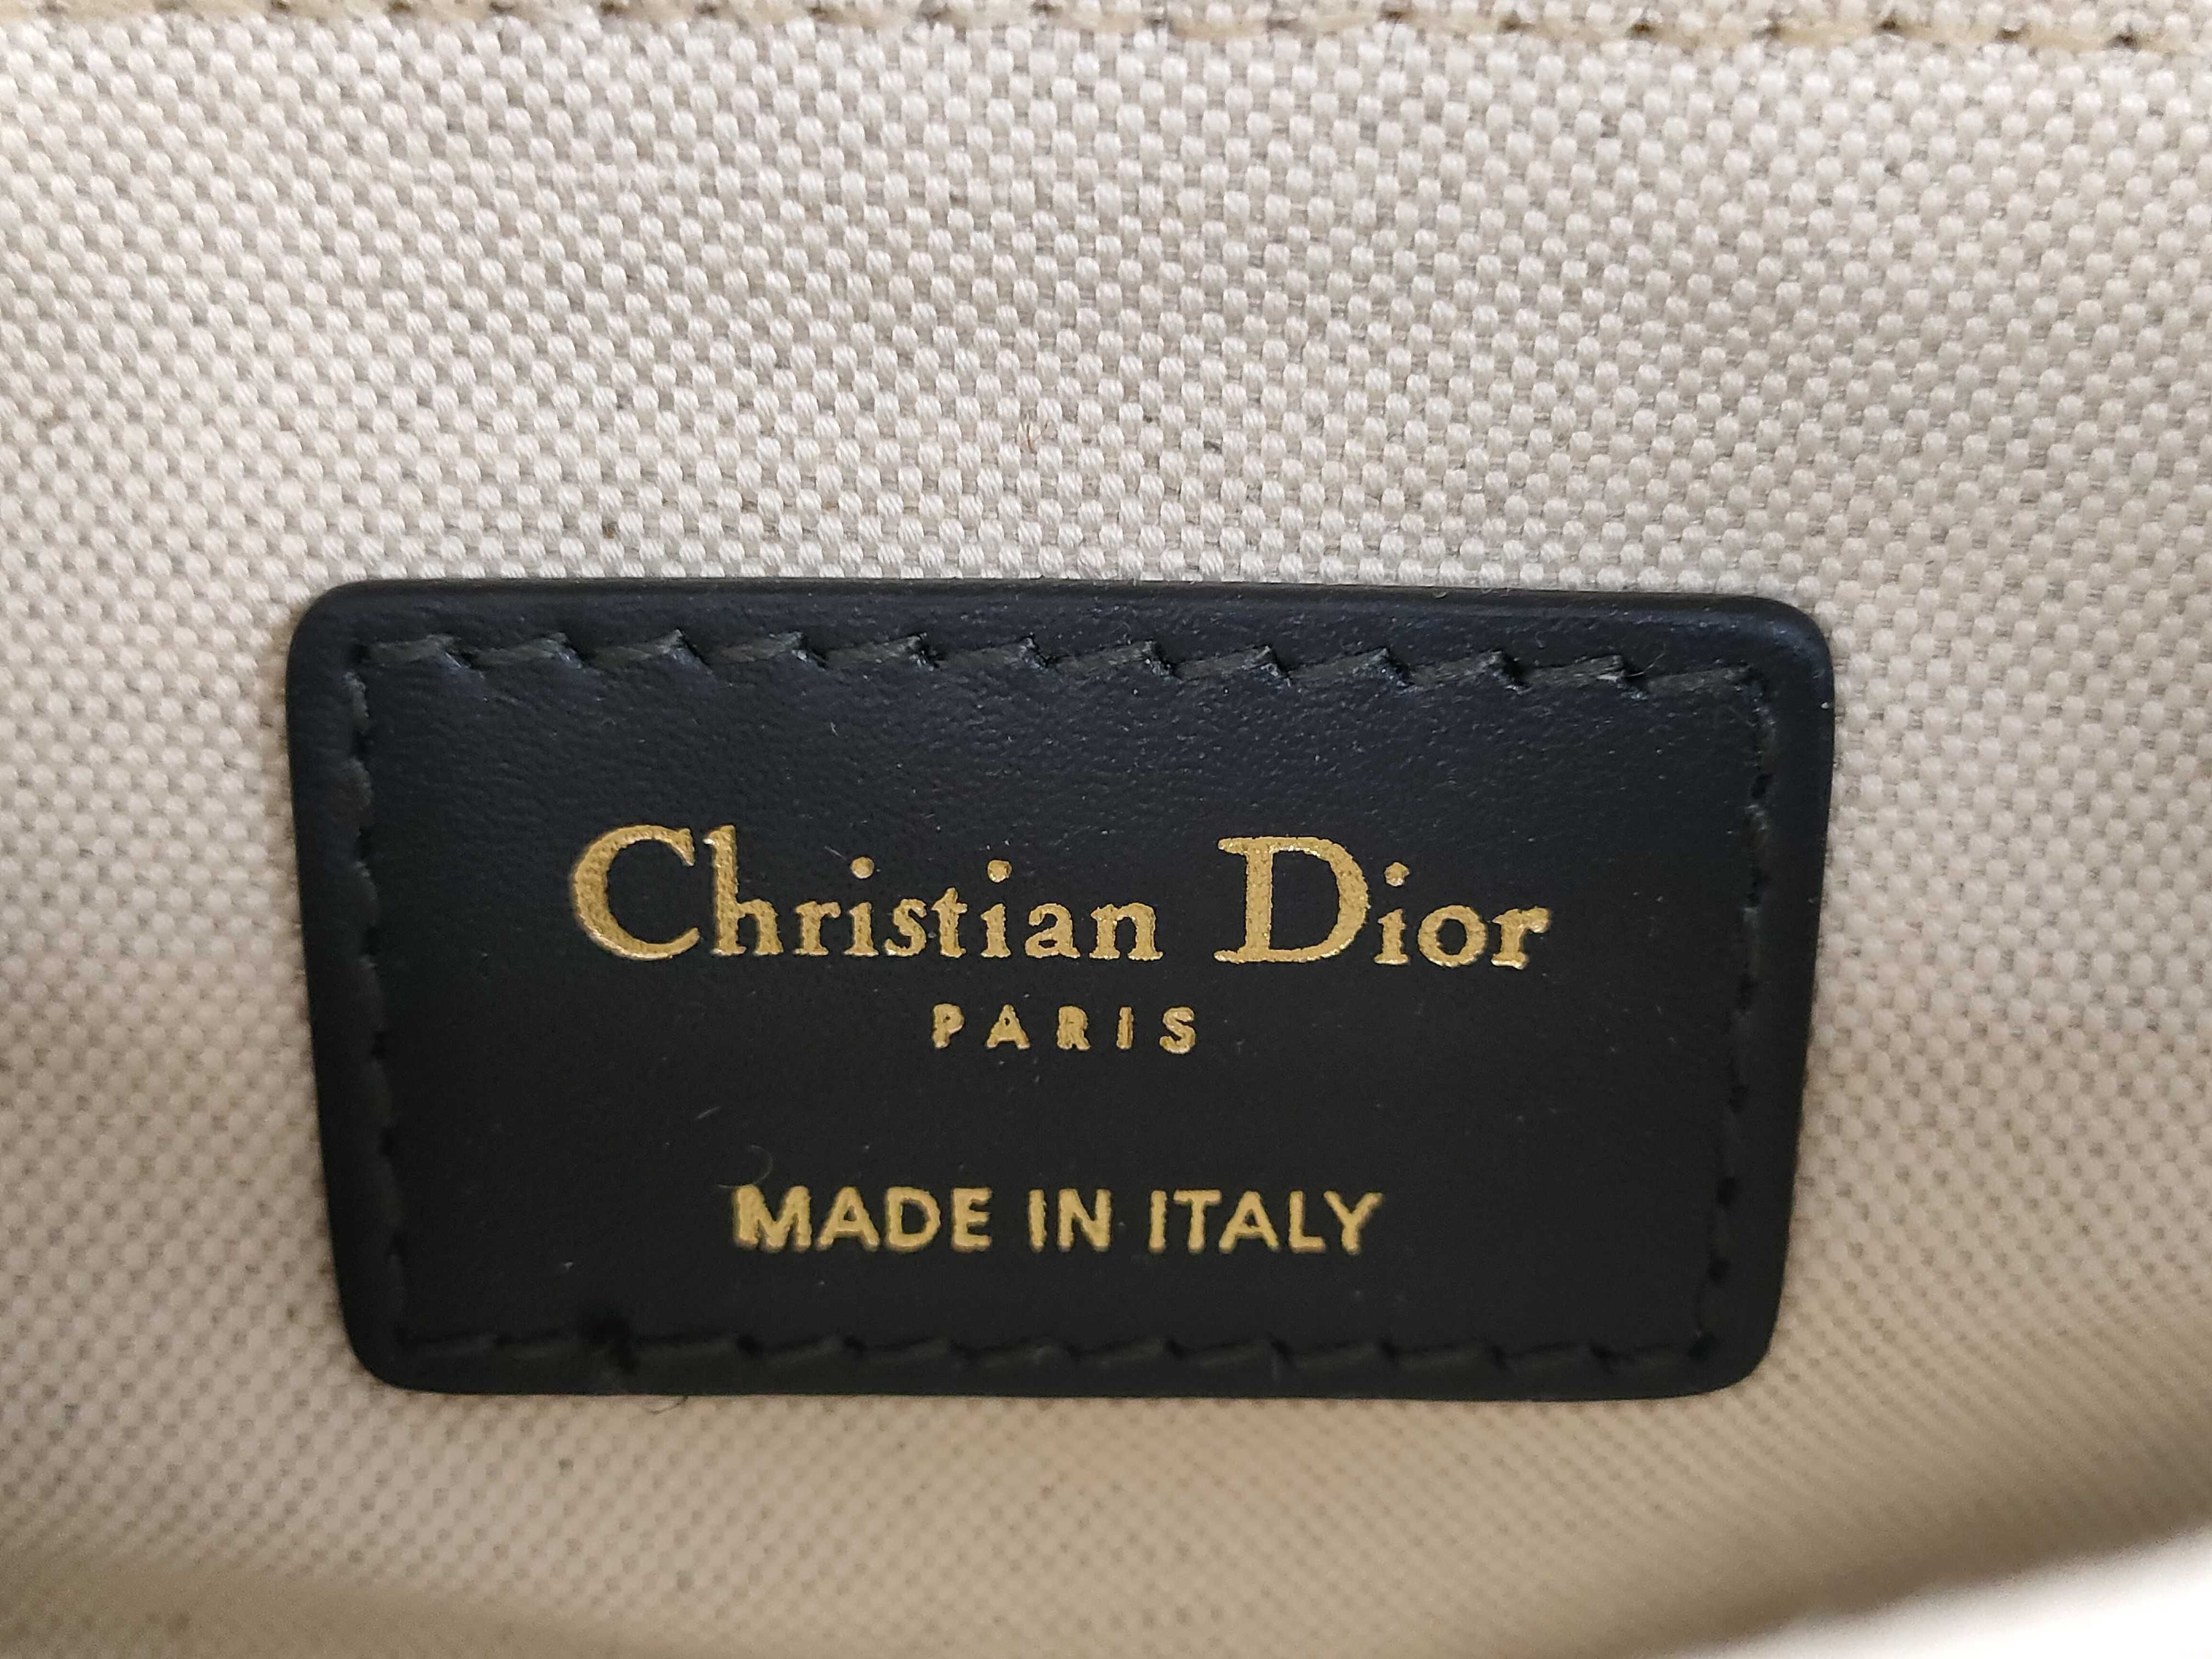 Christian Dior
PARIS
MADE IN ITALY